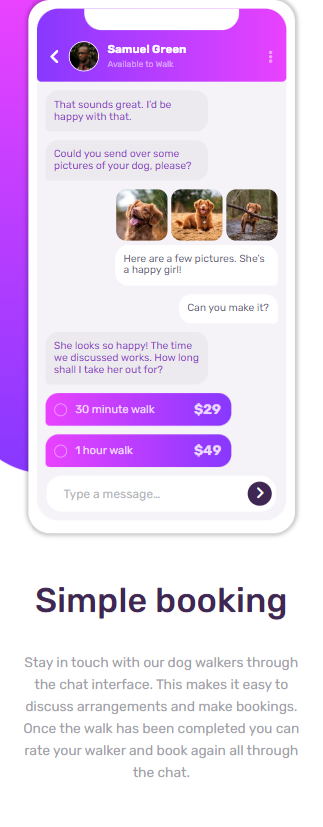 Samuel Green
Available to Walk
That sounds great. I'd be
happy with that.
Could you send over some
pictures of your dog, please?
Here are a few pictures. She's
a happy girl!
Can you make it?
She looks so happy! The time
we discussed works. How long
shall I take her out for?
30 minute walk $29
1 hour walk $49
Type a message...
Simple booking
Stay in touch with our dog walkers through
the chat interface. This makes it easy to
discuss arrangements and make bookings.
Once the walk has been completed you can
rate your walker and book again all through
the chat.